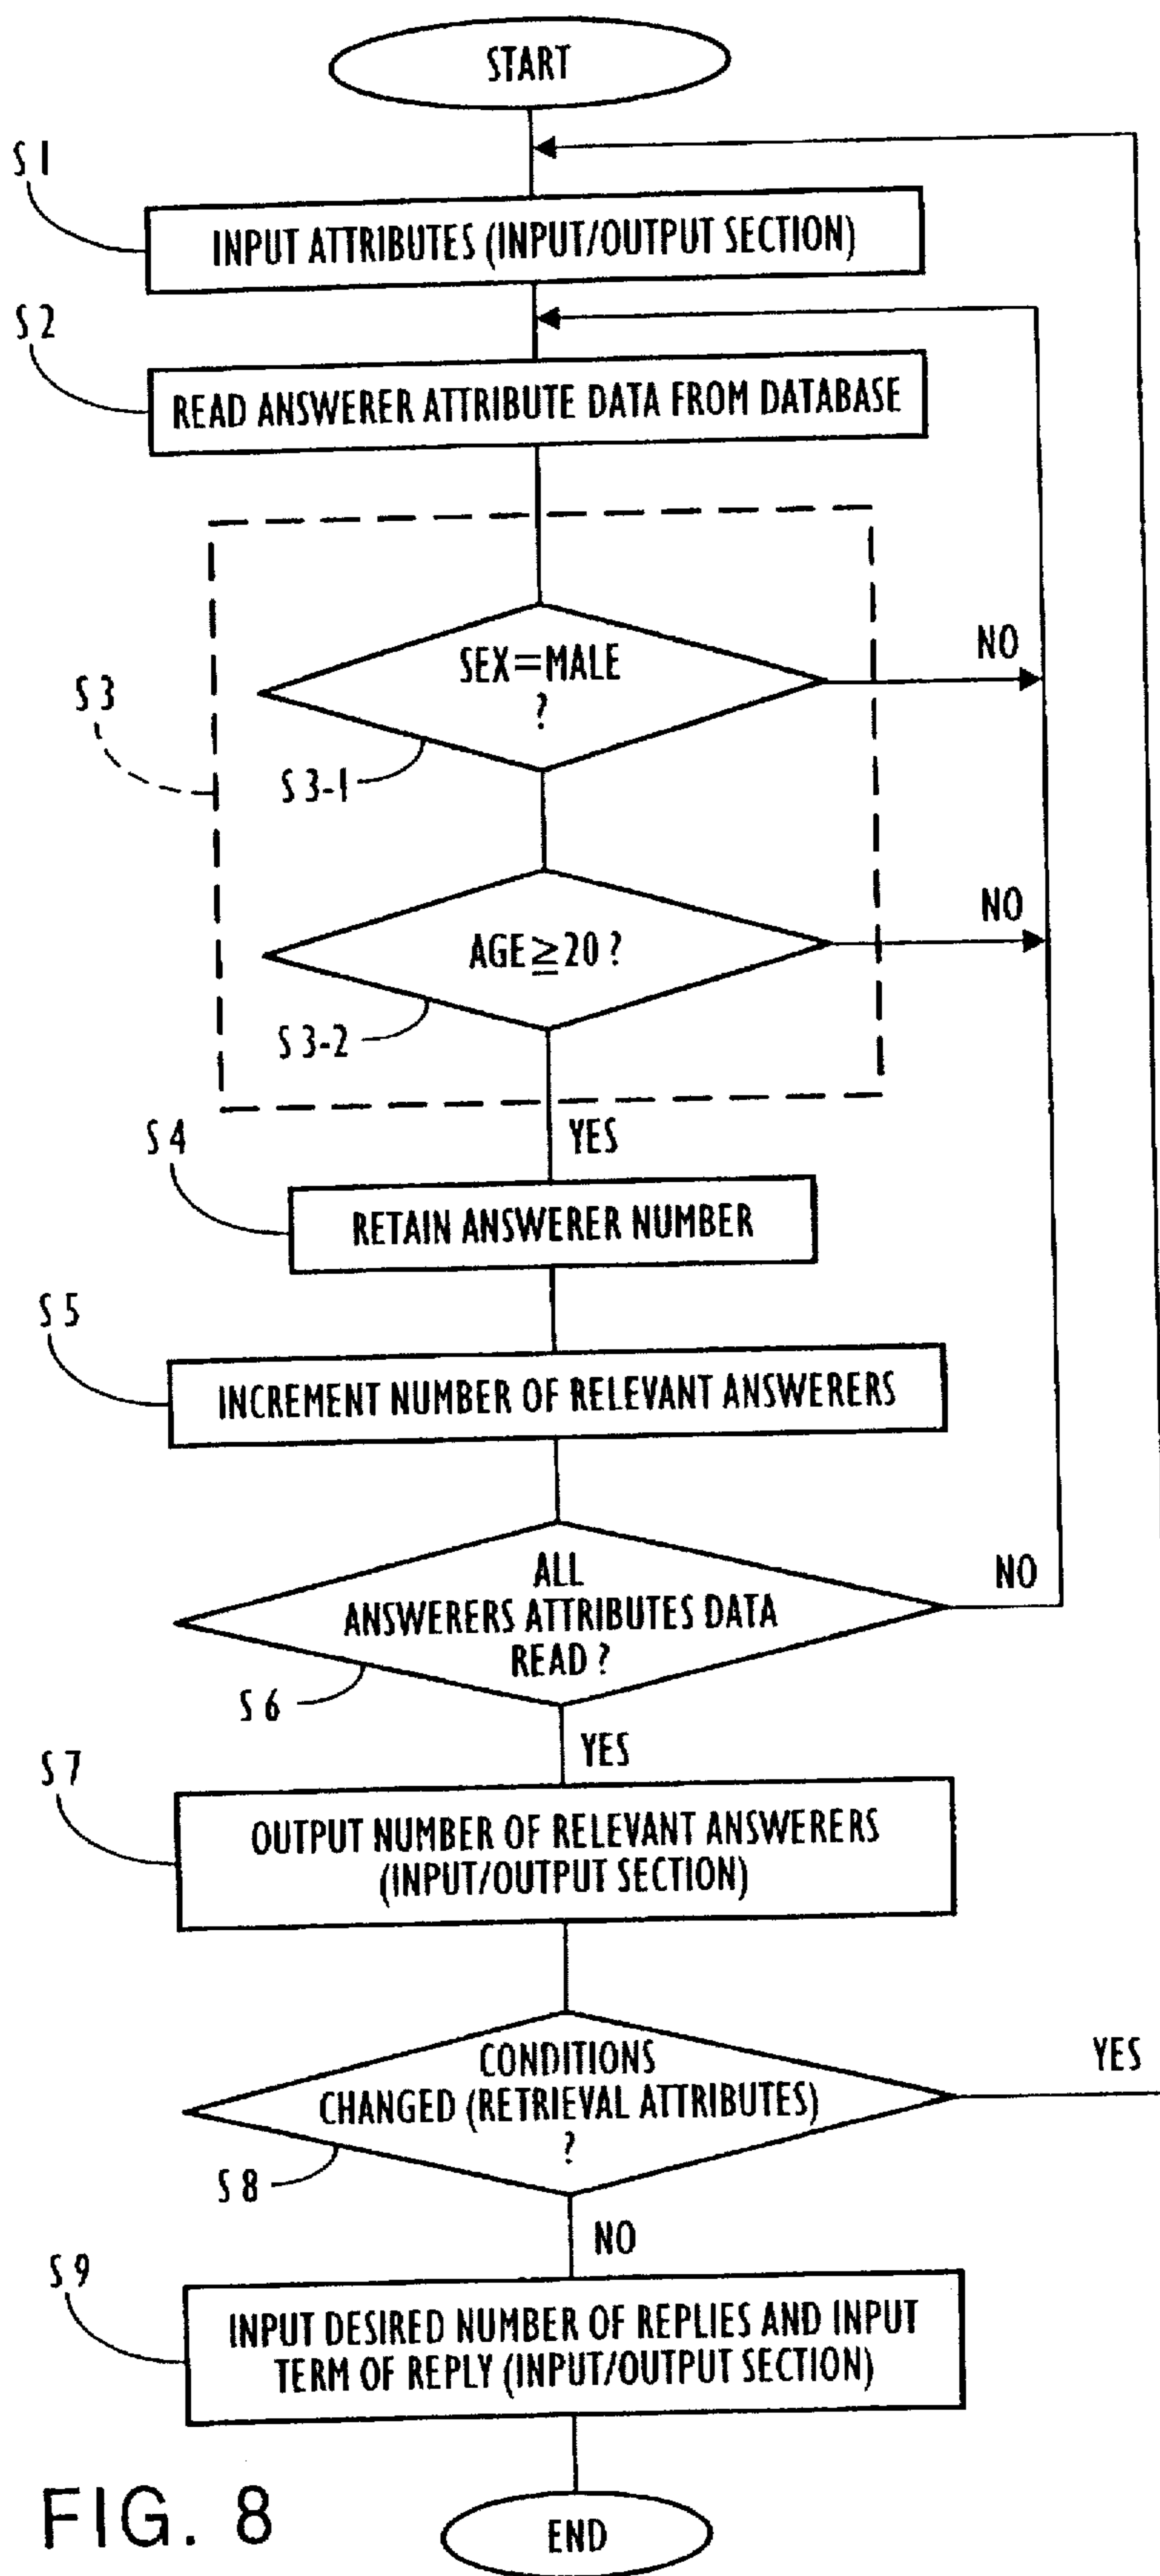 START
S1
INPUT ATTRIBUTES (INPUT/OUTPUT SECTION)
S2
READ ANSWERER ATTRIBUTE DATA FROM DATABASE
SEX=MALE
?
NO
S3
S3-1
AGE≧20?
NO
S3-2
YES
S4
RETAIN ANSWERER NUMBER
S5
INCREMENT NUMBER OF RELEVANT ANSWERERS
ALL
ANSWERERS ATTRIBUTES DATA
READ?
NO
S6
YES
S7
OUTPUT NUMBER OF RELEVANT ANSWERERS
(INPUT/OUTPUT SECTION)
CONDITIONS
CHANGED (RETRIEVAL ATTRIBUTES)
?
YES
S8
NO
S9
INPUT DESIRED NUMBER OF REPLIES AND INPUT
TERM OF REPLY (INPUT/OUTPUT SECTION)
END
FIG. 8